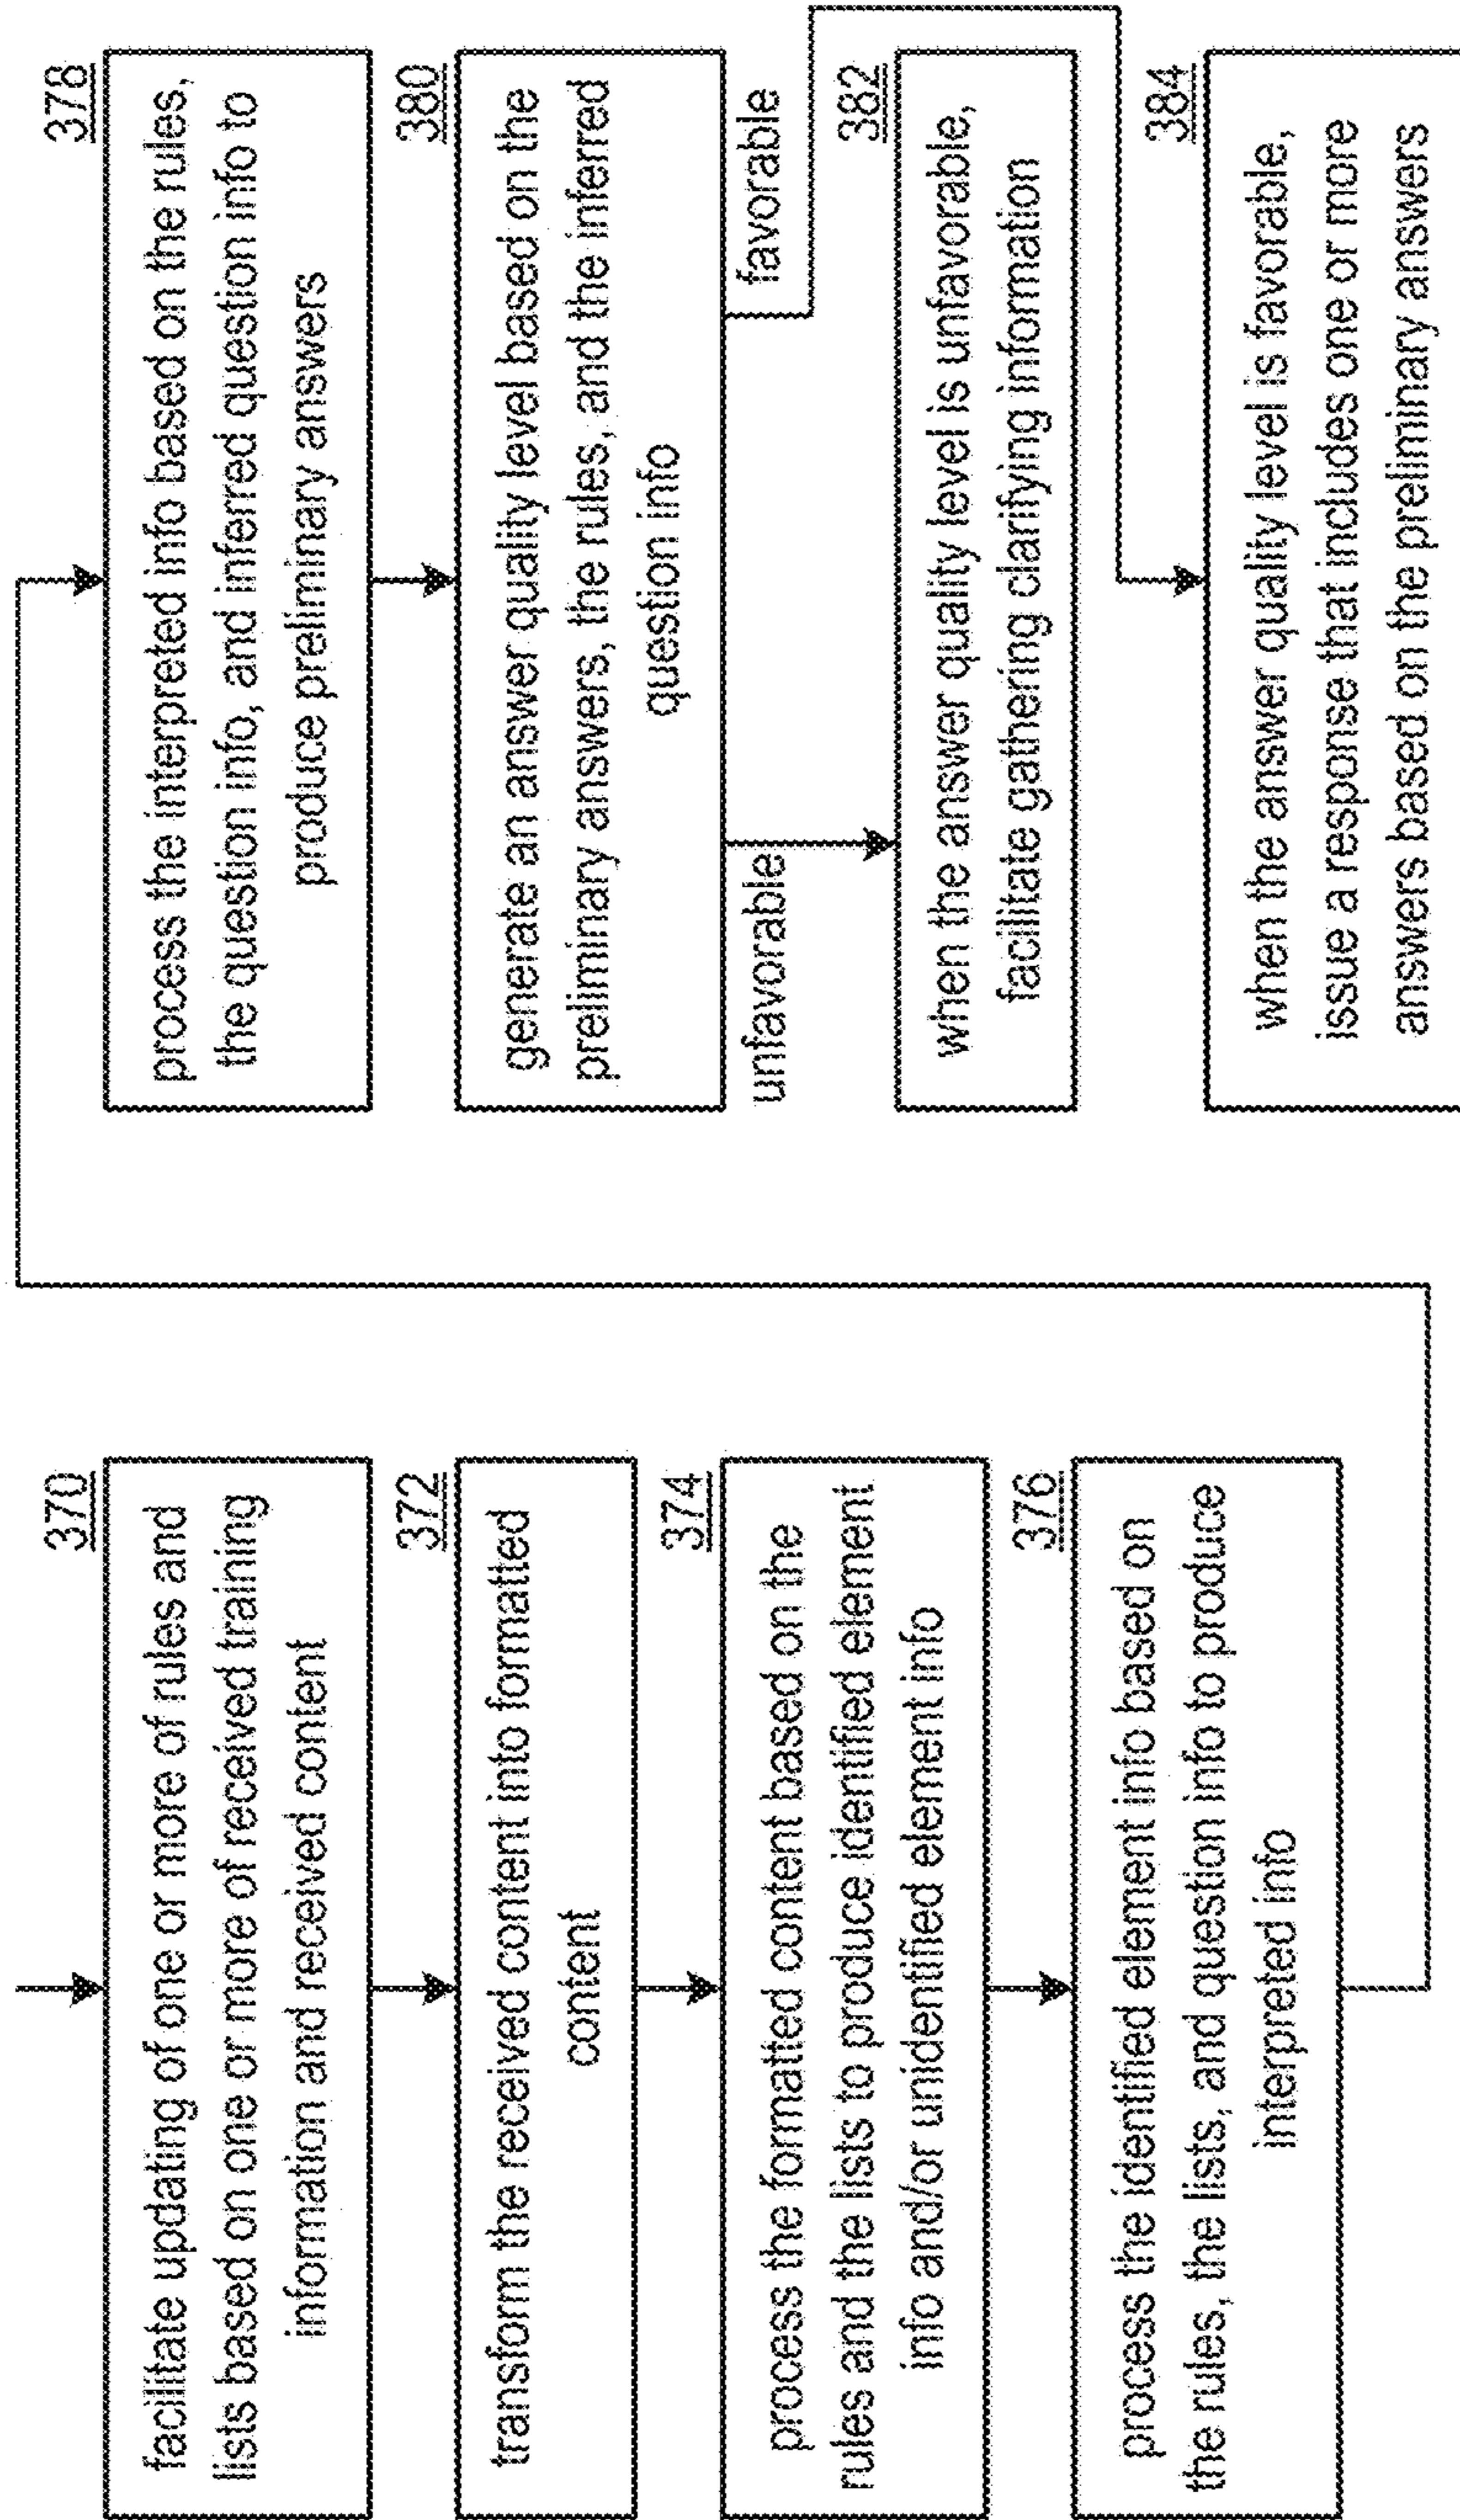 370
facilitate updating of one or more of rules and
lists based on one or more of received training
information and received content
372
transform the received content into formatted
content
374
process the formatted content based on the
rules and the lists to produce identified element
info and/or unidentified element info
376
process the identified element info based on
the rules, the lists, and question info to produce
interpreted info
378
process the interpreted info based on the rules,
the question info, and inferred question info to
produce preliminary answers
380
generate an answer quality level based on the
preliminary answers, the rules, and the inferred
question info
unfavorable
favorable
382
when the answer quality level is unfavorable,
facilitate gathering clarifying information
384
when the answer quality level is favorable,
issue a response that includes one or more
answers based on the preliminary answers